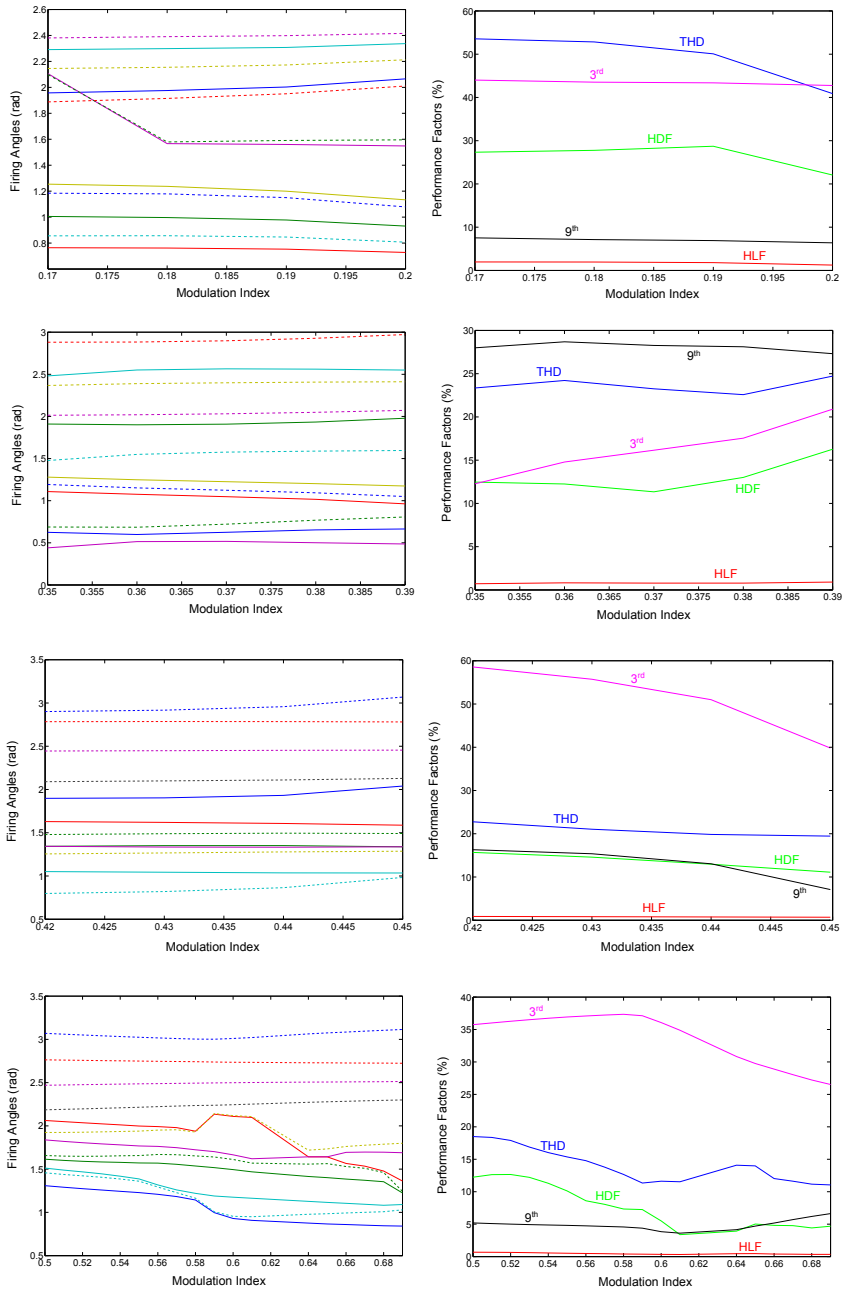 2.6
2.4
2.2
2
1.8
1.6
1.4
1.2
1
0.8
Firing Angles (rad)
0.17 0.175 0.18 0.185 0.19 0.195 0.2
Modulation Index
60
50
40
30
20
10
0
Performance Factors (%)
THD
3rd
HDF
9th
HLF
0.17 0.175 0.18 0.185 0.19 0.195 0.2
Modulation Index
3
2.5
2
1.5
1
0.5
0
Firing Angles (rad)
0.35 0.355 0.36 0.365 0.37 0.375 0.38 0.385 0.39
Modulation Index
30
25
20
15
10
5
0
Performance Factors (%)
9th
THD
3rd
HDF
HLF
0.35 0.355 0.36 0.365 0.37 0.375 0.38 0.385 0.39
Modulation Index
3.5
3
2.5
2
1.5
1
0.5
Firing Angles (rad)
0.42 0.425 0.43 0.435 0.44 0.445 0.45
Modulation Index
60
50
40
30
20
10
0
Performance Factors (%)
3rd
THD
HDF
9th
HLF
0.42 0.425 0.43 0.435 0.44 0.445 0.45
Modulation Index
3.5
3
2.5
2
1.5
1
0.5
Firing Angles (rad)
0.5 0.52 0.54 0.56 0.58 0.6 0.62 0.64 0.66 0.68
Modulation Index
40
35
30
25
20
15
10
5
0
Performance Factors (%)
3rd
THD
HDF
9th
HLF
0.5 0.52 0.54 0.56 0.58 0.6 0.62 0.64 0.66 0.68
Modulation Index